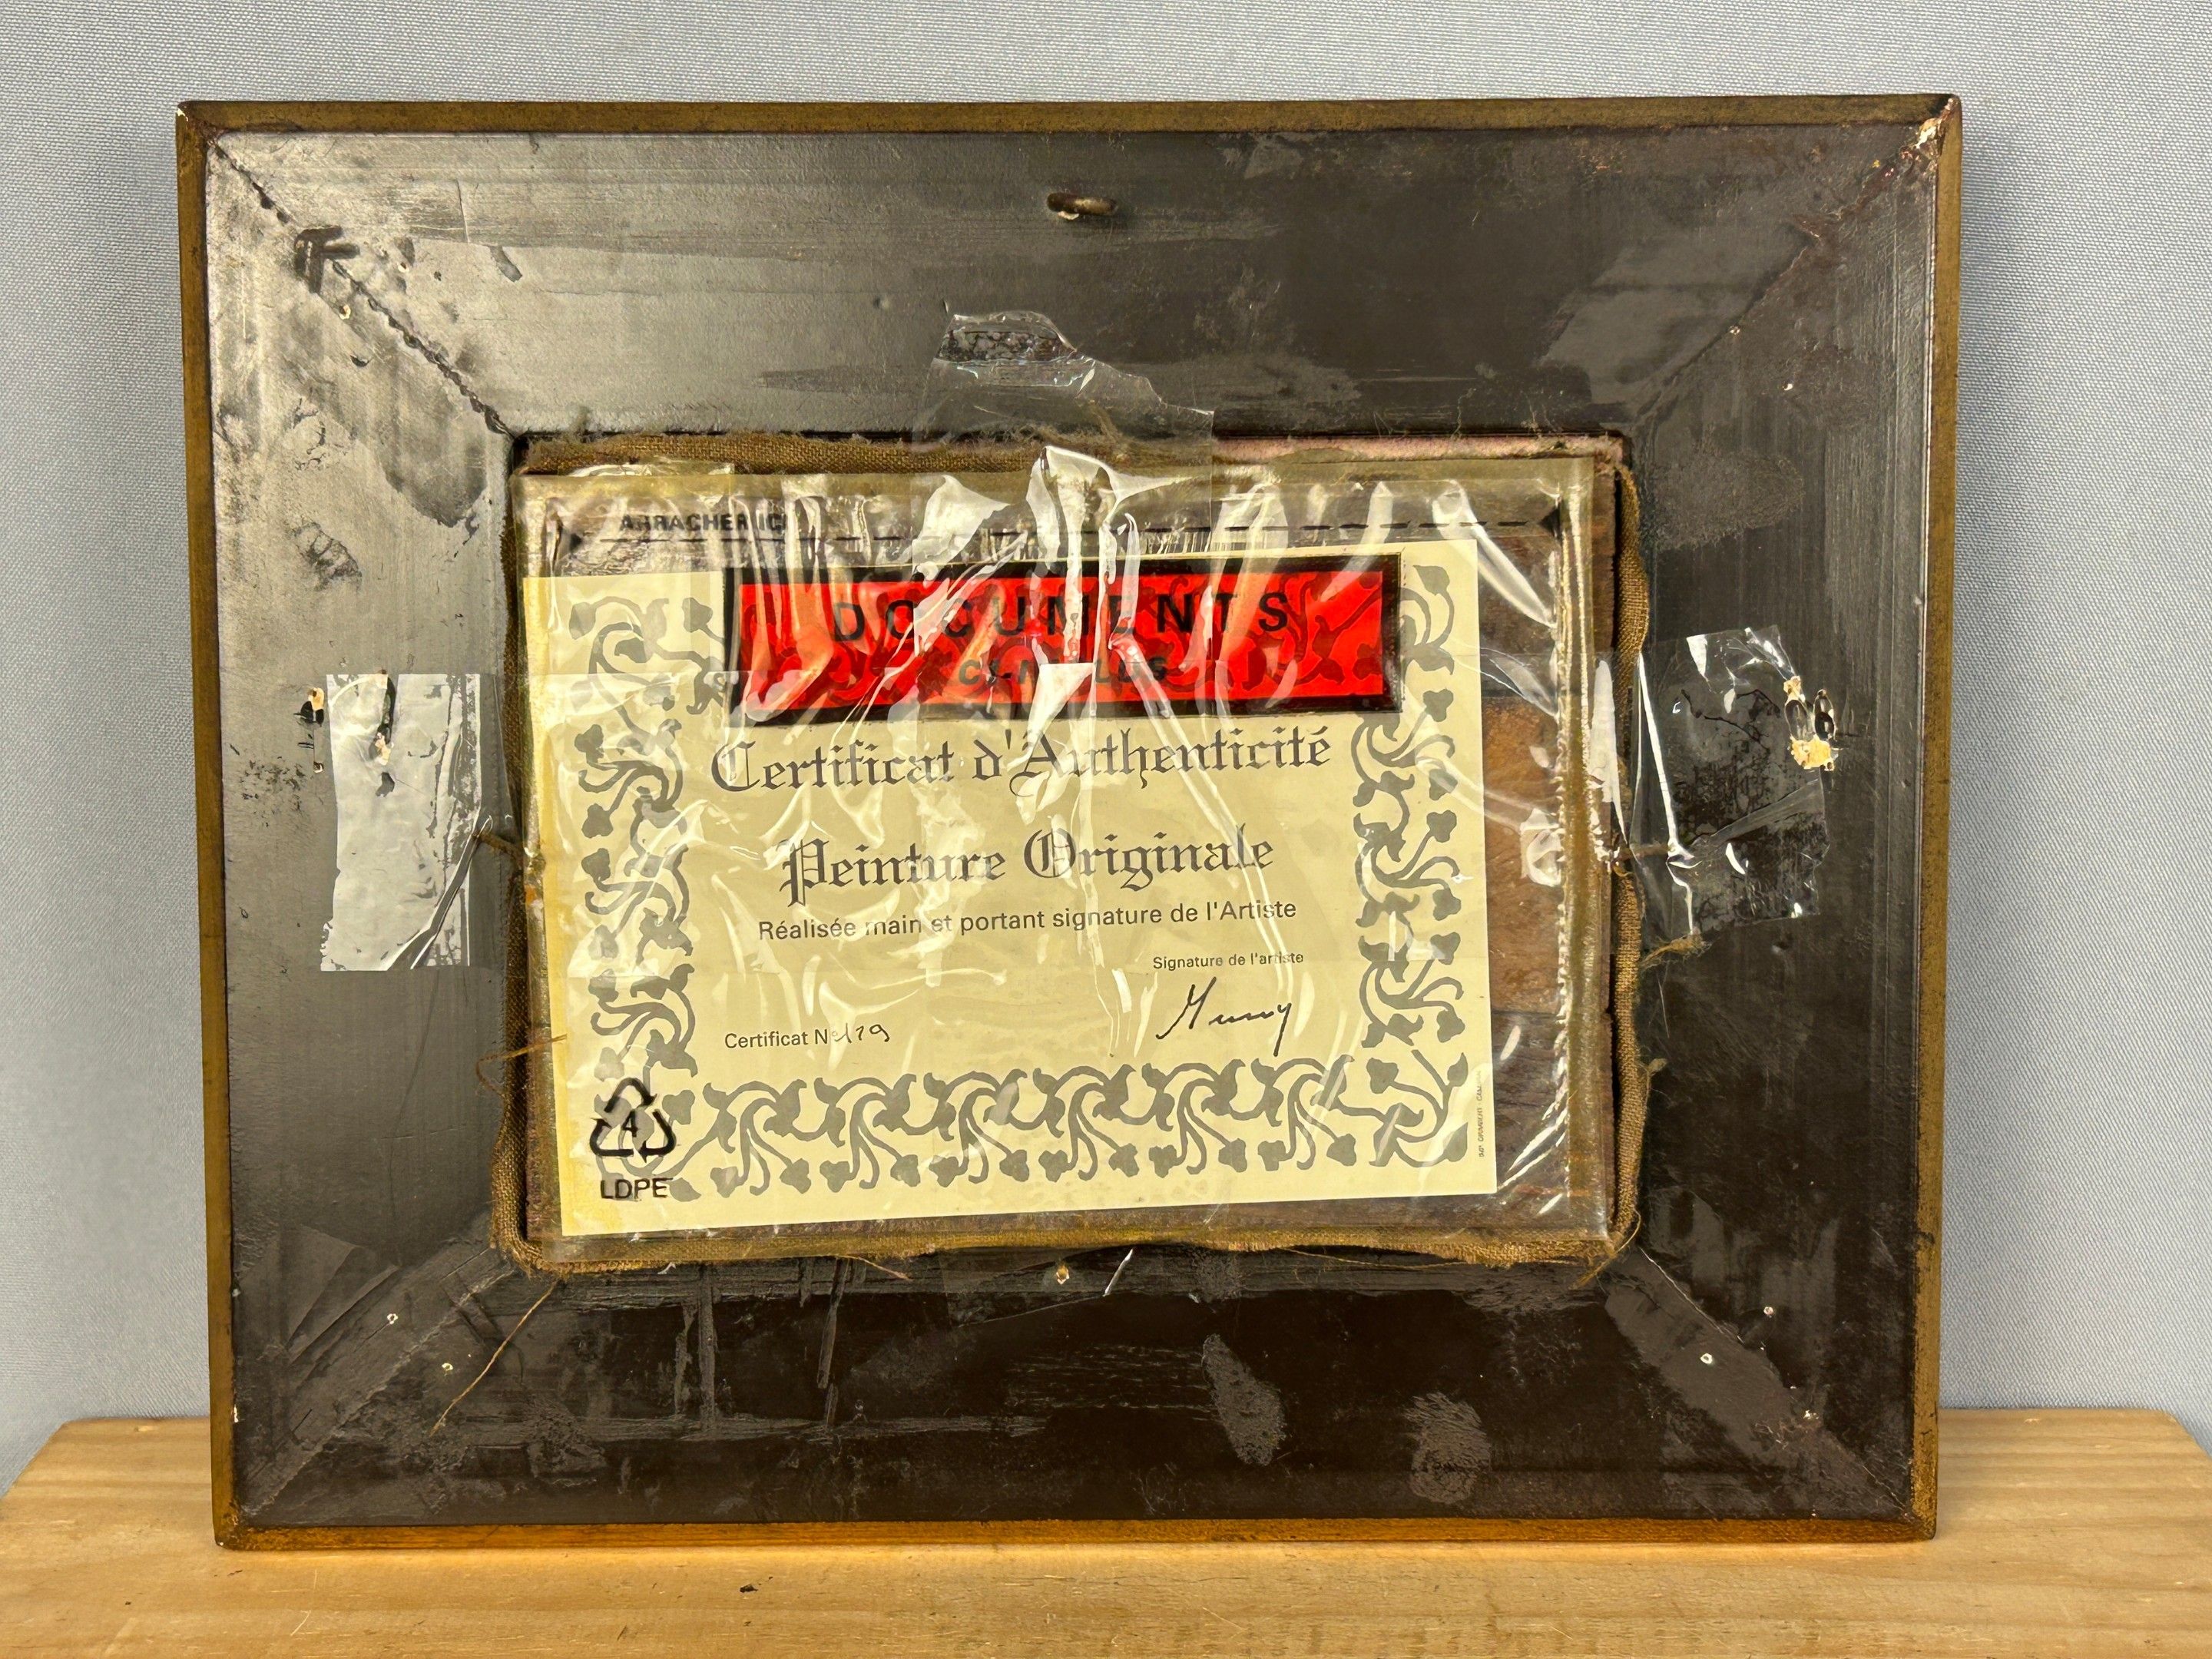 ARRACHER ICI
DOCUMENTS
Certificat d'Authenticité
Peinture Originale
Réalisée main et portant signature de l'Artiste
Signature de l'artiste
Certificat N
4
LDPE